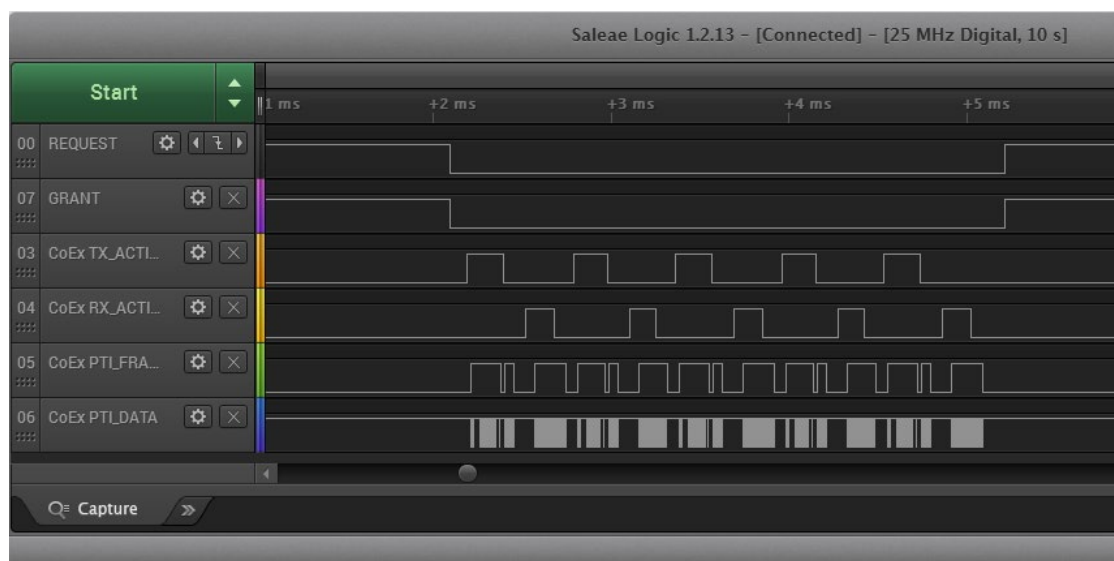 Saleae Logic 1.2.13 - [Connected] - [25 MHz Digital, 10 s]
Start
1 ms +2 ms +3 ms +4 ms +5 ms
00 REQUEST
07 GRANT
03 CoEx TX_ACTI...
04 CoEx RX_ACTI...
05 CoEx PTI_FRA...
06 CoEx PTI_DATA
Capture